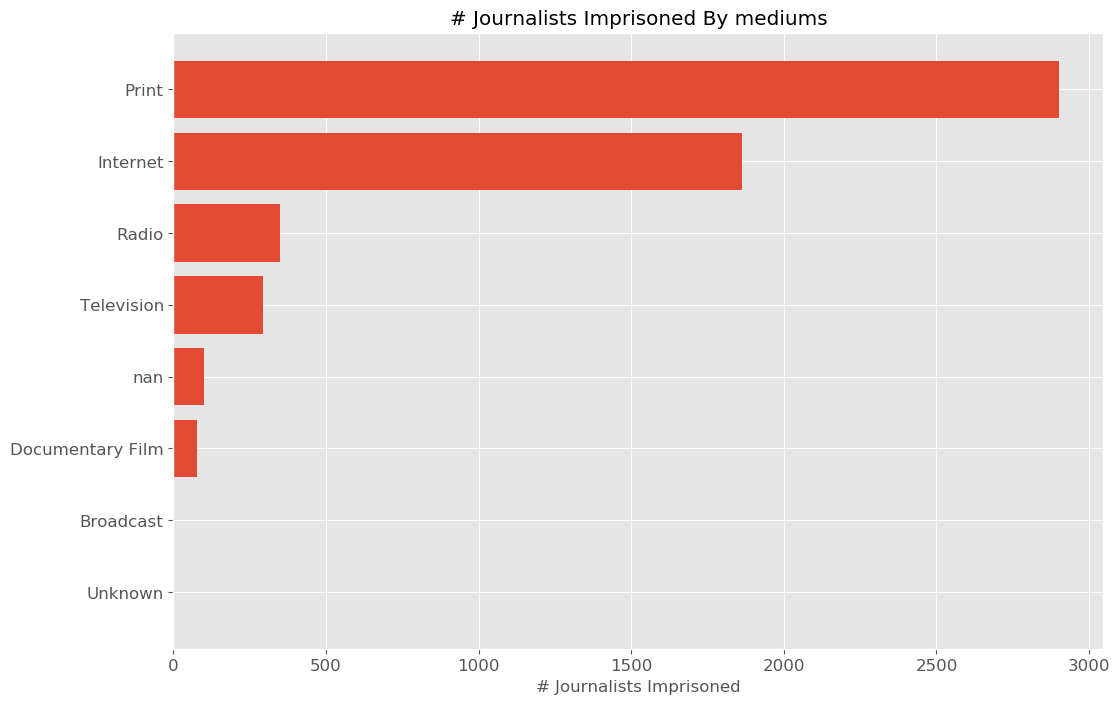 # Journalists Imprisoned By mediums
Print
Internet
Radio
Television
nan
Documentary Film
Broadcast
Unknown
0 500 1000 1500 2000 2500 3000
# Journalists Imprisoned